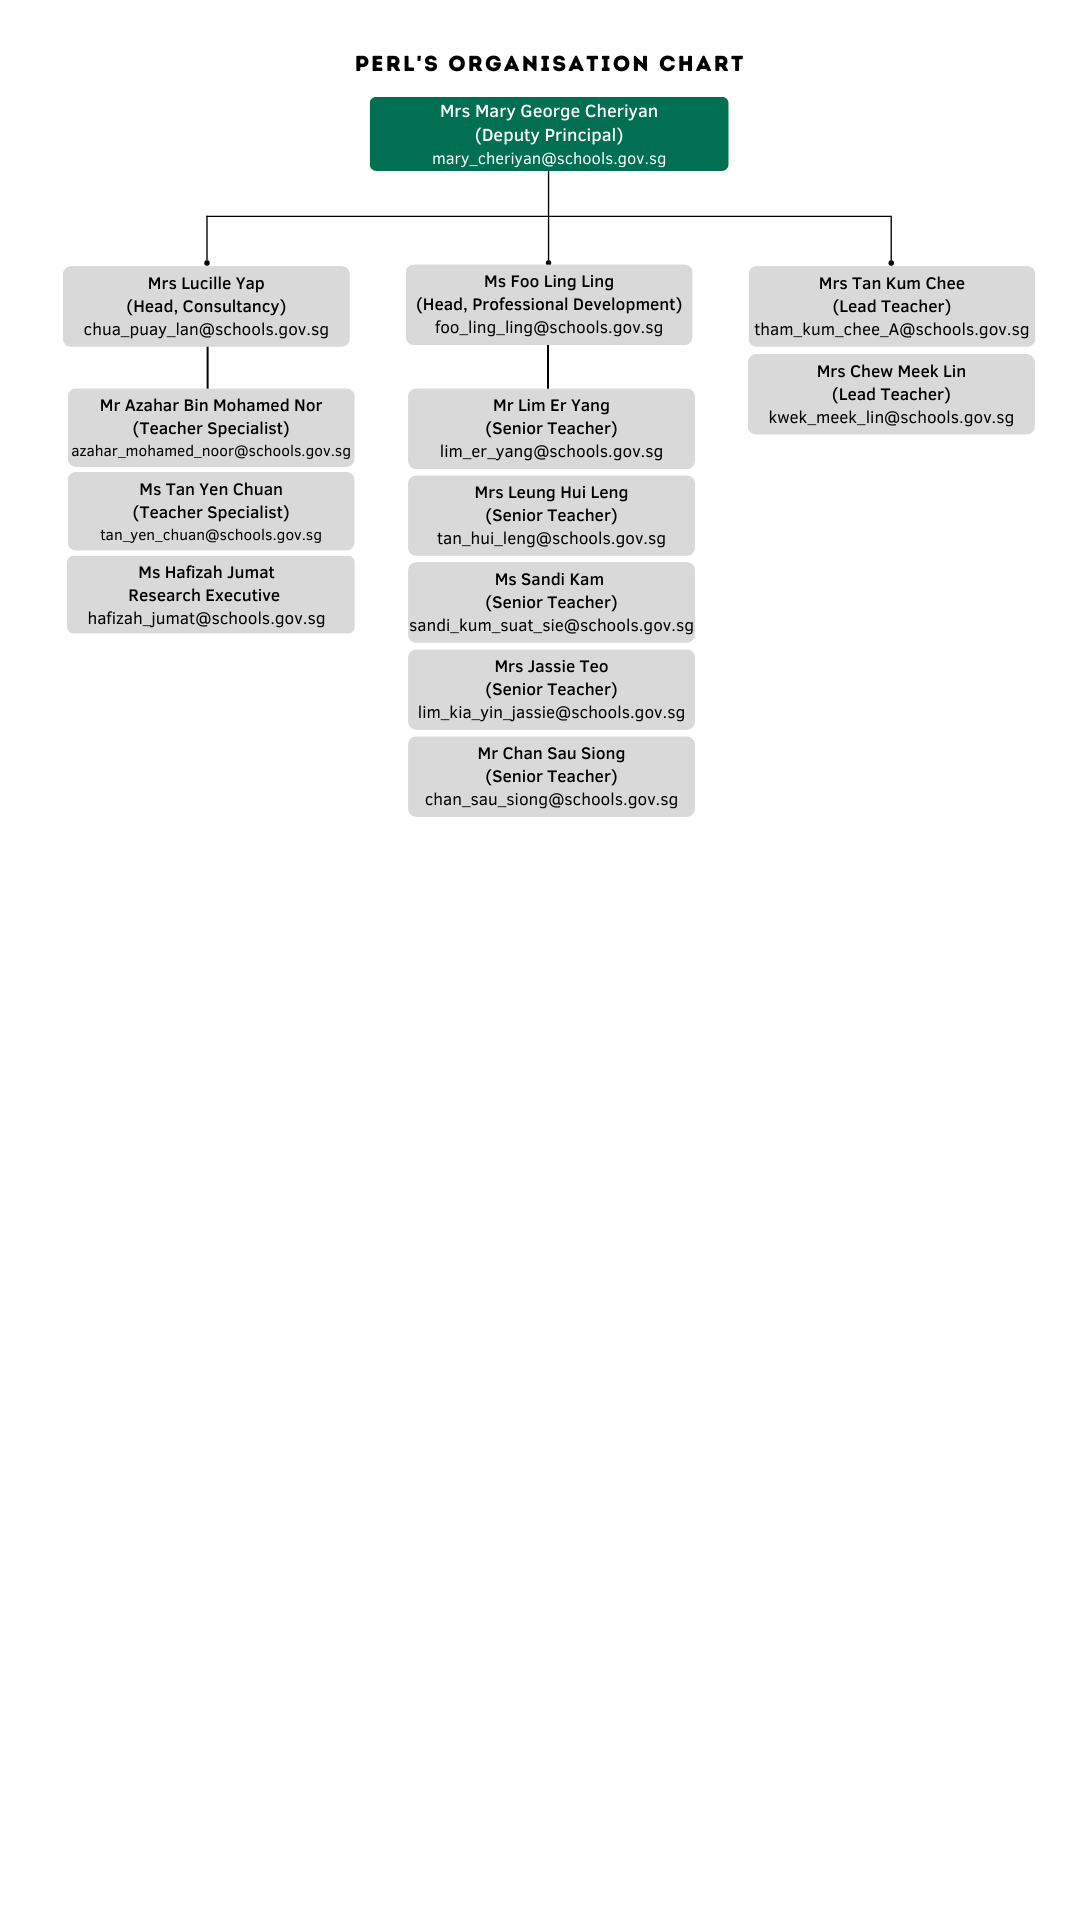 PERL'S ORGANISATION CHART
Mrs Mary George Cheriyan
(Deputy Principal)
mary_cheriyan@schools.gov.sg
Mrs Lucille Yap
(Head, Consultancy)
chua_puay_lan@schools.gov.sg
Mr Azahar Bin Mohamed Nor
(Teacher Specialist)
azahar_mohamed_noor@schools.gov.sg
Ms Tan Yen Chuan
(Teacher Specialist)
tan_yen_chuan@schools.gov.sg
Ms Hafizah Jumat
Research Executive
hafizah_jumat@schools.gov.sg
Ms Foo Ling Ling
(Head, Professional Development)
foo_ling_ling@schools.gov.sg
Mr Lim Er Yang
(Senior Teacher)
lim_er_yang@schools.gov.sg
Mrs Leung Hui Leng
(Senior Teacher)
tan_hui_leng@schools.gov.sg
Ms Sandi Kam
(Senior Teacher)
sandi_kum_suat_sie@schools.gov.sg
Mrs Jassie Teo
(Senior Teacher)
lim_kia_yin_jassie@schools.gov.sg
Mr Chan Sau Siong
(Senior Teacher)
chan_sau_siong@schools.gov.sg
Mrs Tan Kum Chee
(Lead Teacher)
tham_kum_chee_A@schools.gov.sg
Mrs Chew Meek Lin
(Lead Teacher)
kwek_meek_lin@schools.gov.sg